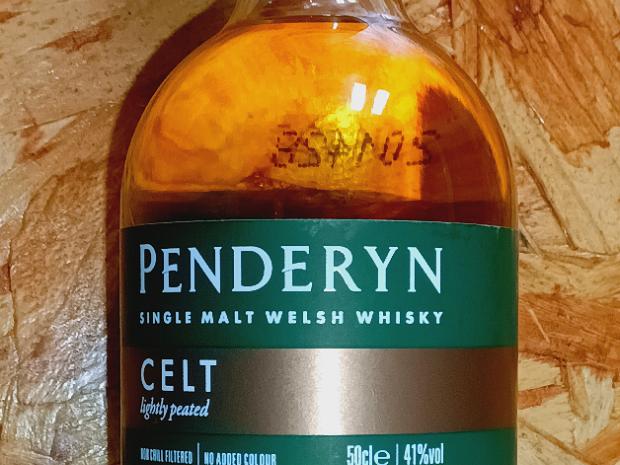 PENDERYN
SINGLE MALT WELSH WHISKY
CELT
lightly peated
NON CHILL FILTERED | NO ADDED COLOUR
50cle | 41%vol